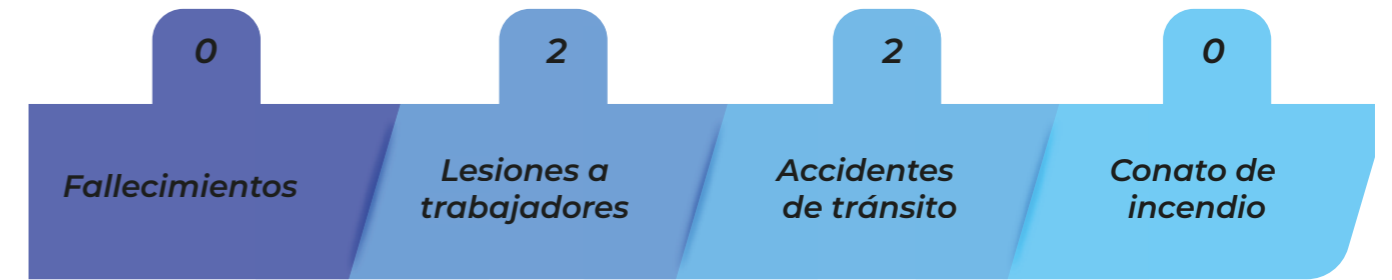 0
2
2
0
Fallecimientos
Lesiones a
trabajadores
Accidentes
de tránsito
Conato de
incendio